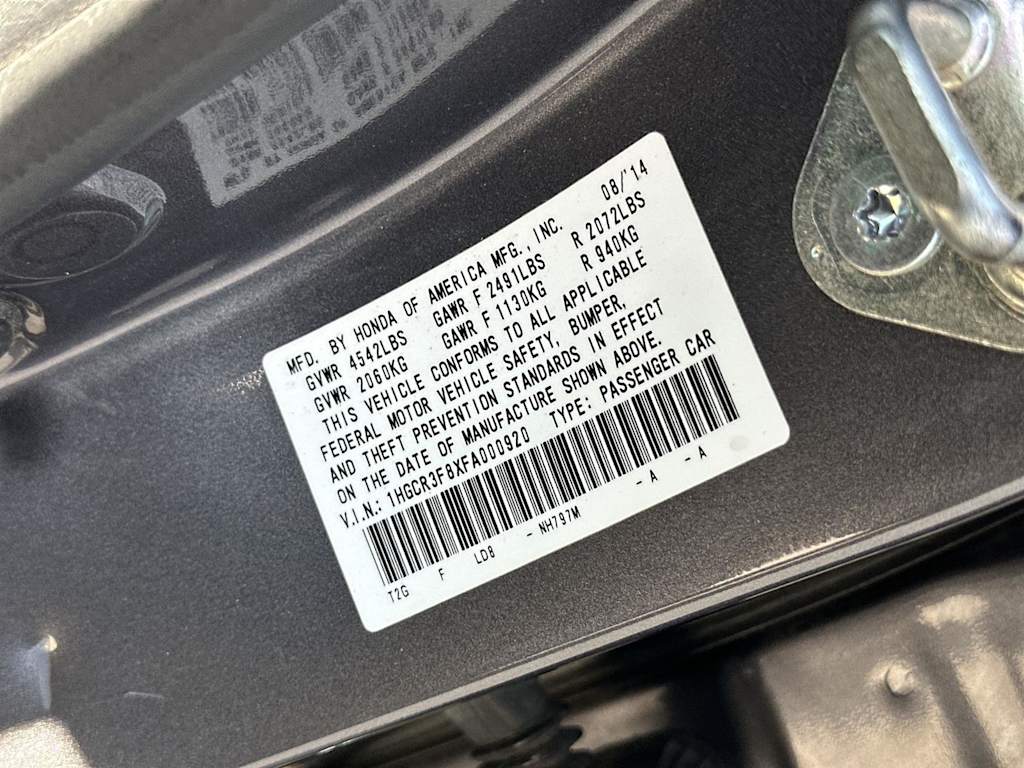 MFD. BY HONDA OF AMERICA MFG., INC. 08/'14
GVWR 4542LBS GAWR F 2491LBS R 2072LBS
GVWR 2060KG GAWR F 1130KG R 940KG
THIS VEHICLE CONFORMS TO ALL APPLICABLE
FEDERAL MOTOR VEHICLE SAFETY, BUMPER,
AND THEFT PREVENTION STANDARDS IN EFFECT
ON THE DATE OF MANUFACTURE SHOWN ABOVE.
V.I.N.: 1HGCR3F8XFA000920 TYPE: PASSENGER CAR
T2G F LD8 - NH797M - A - A